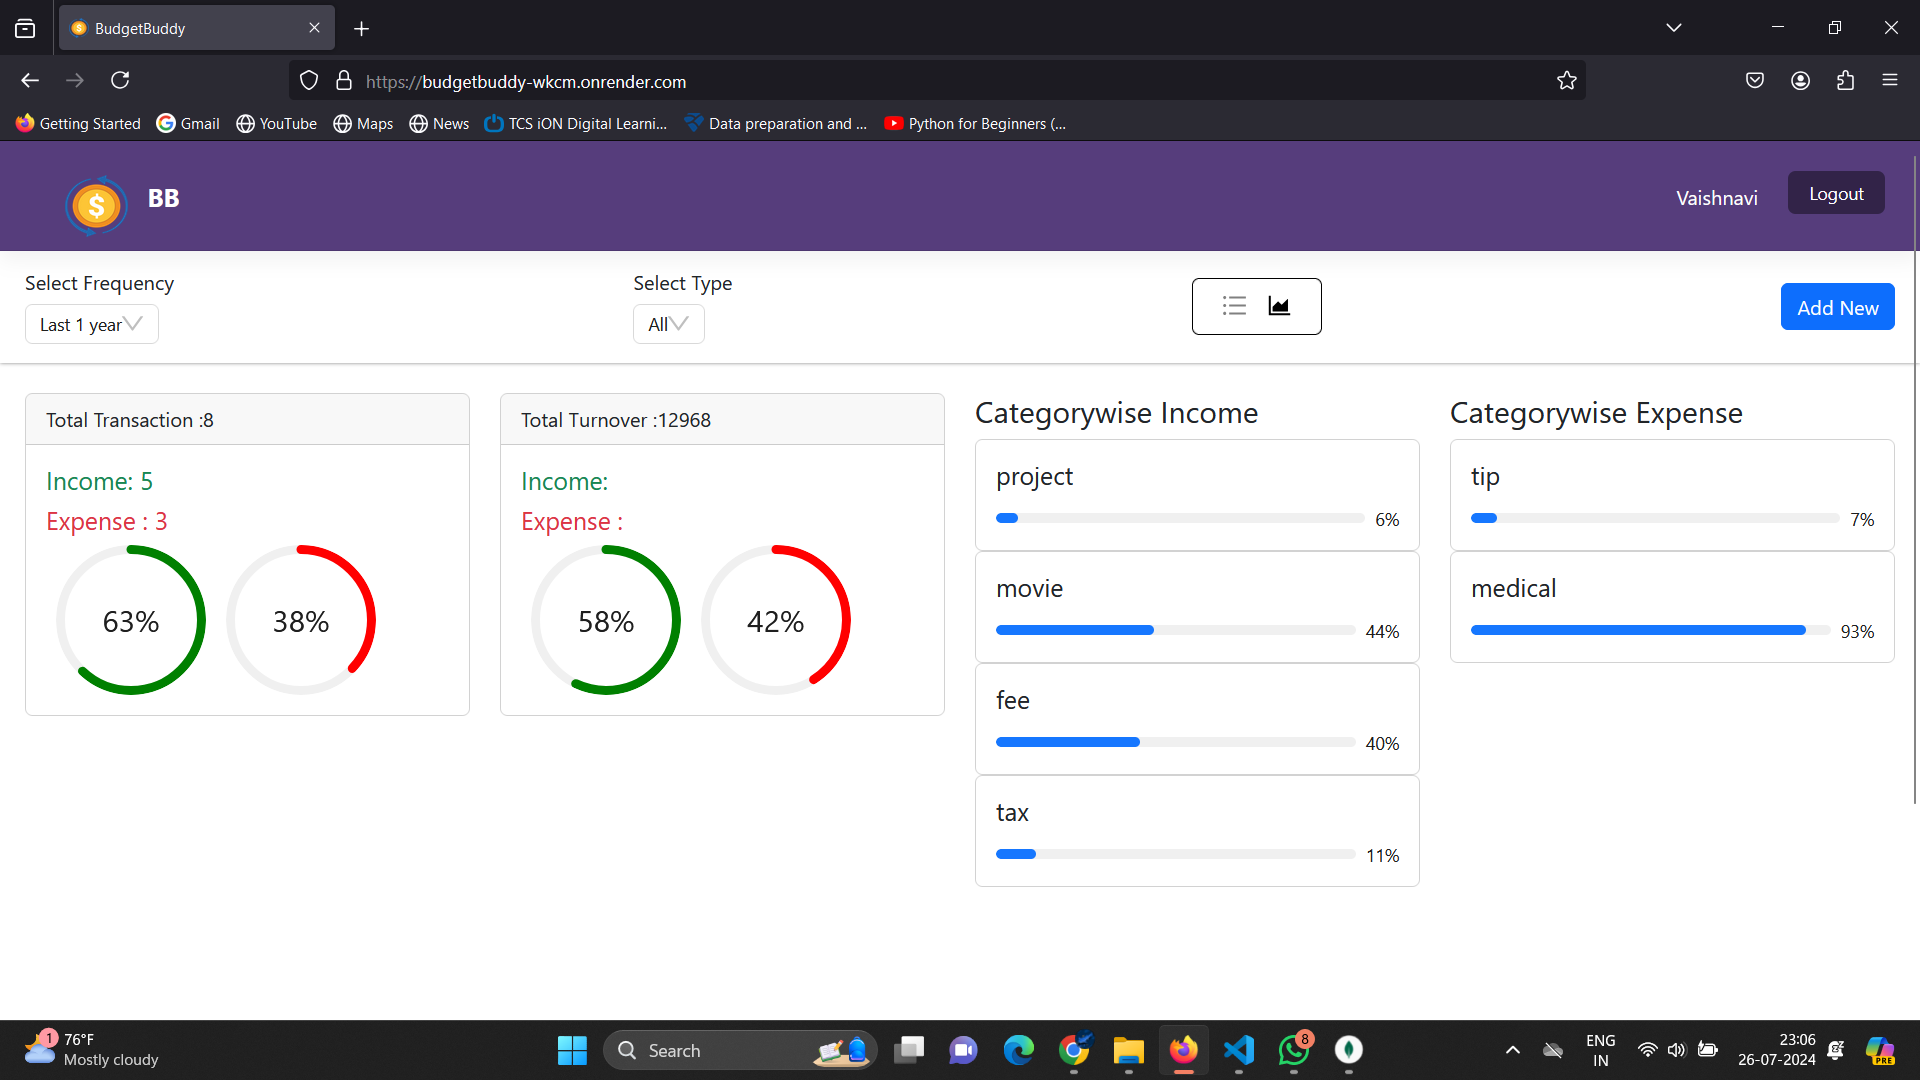 BudgetBuddy
https://budgetbuddy-wkcm.onrender.com
Getting Started Gmail YouTube Maps News TCS iON Digital Learni... Data preparation and ... Python for Beginners (...
BB
Vaishnavi Logout
Select Frequency
Last 1 year
Select Type
All
Add New
Total Transaction :8
Income: 5
Expense : 3
63% 38%
Total Turnover :12968
Income:
Expense :
58% 42%
Categorywise Income
project
6%
movie
44%
fee
40%
tax
11%
Categorywise Expense
tip
7%
medical
93%
1
76°F
Mostly cloudy
Search
8
ENG
IN
23:06
26-07-2024
PRE